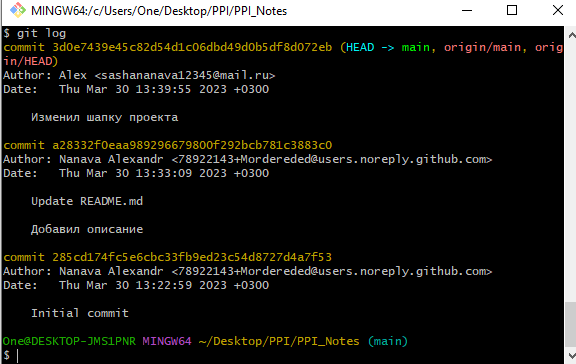 MINGW64:/c/Users/One/Desktop/PPI/PPI_Notes
$ git log
commit 3d0e7439e45c82d54d1c06dbd49d0b5df8d072eb (HEAD -> main, origin/main, orig
in/HEAD)
Author: Alex <sashananava12345@mail.ru>
Date:   Thu Mar 30 13:39:55 2023 +0300
Изменил шапку проекта
commit a28332f0eaa989296679800f292bcb781c3883c0
Author: Nanava Alexandr <78922143+Mordereded@users.noreply.github.com>
Date:   Thu Mar 30 13:33:09 2023 +0300
Update README.md
Добавил описание
commit 285cd174fc5e6cbc33fb9ed23c54d8727d4a7f53
Author: Nanava Alexandr <78922143+Mordereded@users.noreply.github.com>
Date:   Thu Mar 30 13:22:59 2023 +0300
Initial commit
One@DESKTOP-JMS1PNR MINGW64 ~/Desktop/PPI/PPI_Notes (main)
$